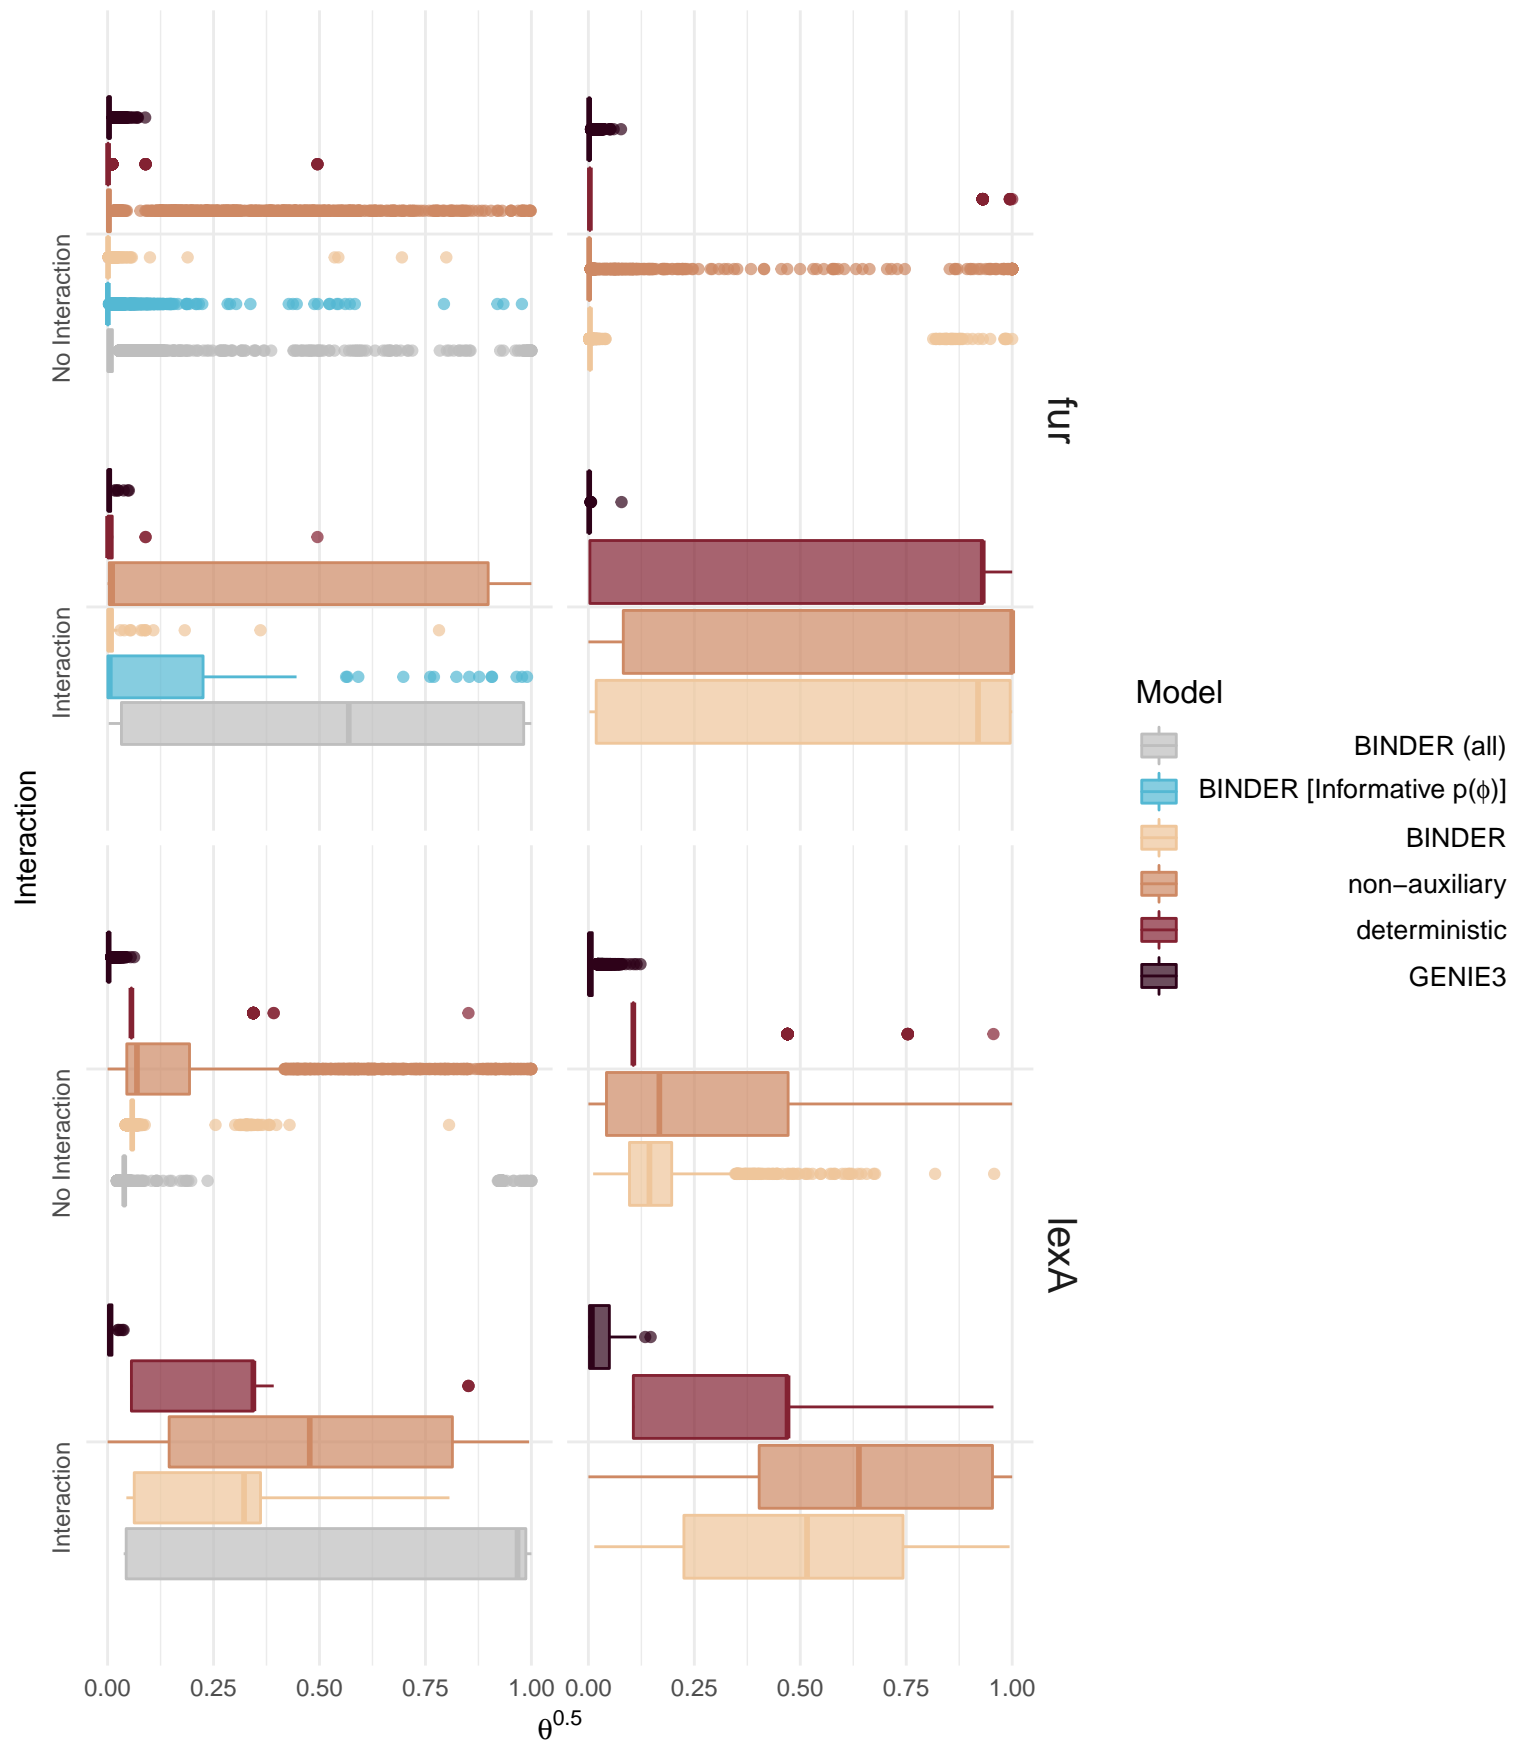 Interaction
No Interaction
Interaction
No Interaction
Interaction
fur
lexA
0.00 0.25 0.50 0.75 1.00 0.00 0.25 0.50 0.75 1.00
θ^0.5
Model
BINDER (all)
BINDER [Informative p(ϕ)]
BINDER
non−auxiliary
deterministic
GENIE3